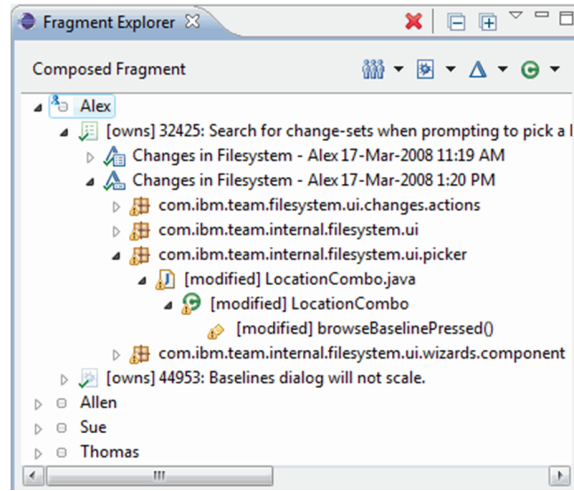 Fragment Explorer
Composed Fragment
Alex
[owns] 32425: Search for change-sets when prompting to pick a
Changes in Filesystem - Alex 17-Mar-2008 11:19 AM
Changes in Filesystem - Alex 17-Mar-2008 1:20 PM
com.ibm.team.filesystem.ui.changes.actions
com.ibm.team.internal.filesystem.ui
com.ibm.team.internal.filesystem.ui.picker
[modified] LocationCombo.java
[modified] LocationCombo
[modified] browseBaselinePressed()
com.ibm.team.internal.filesystem.ui.wizards.component
[owns] 44953: Baselines dialog will not scale.
Allen
Sue
Thomas